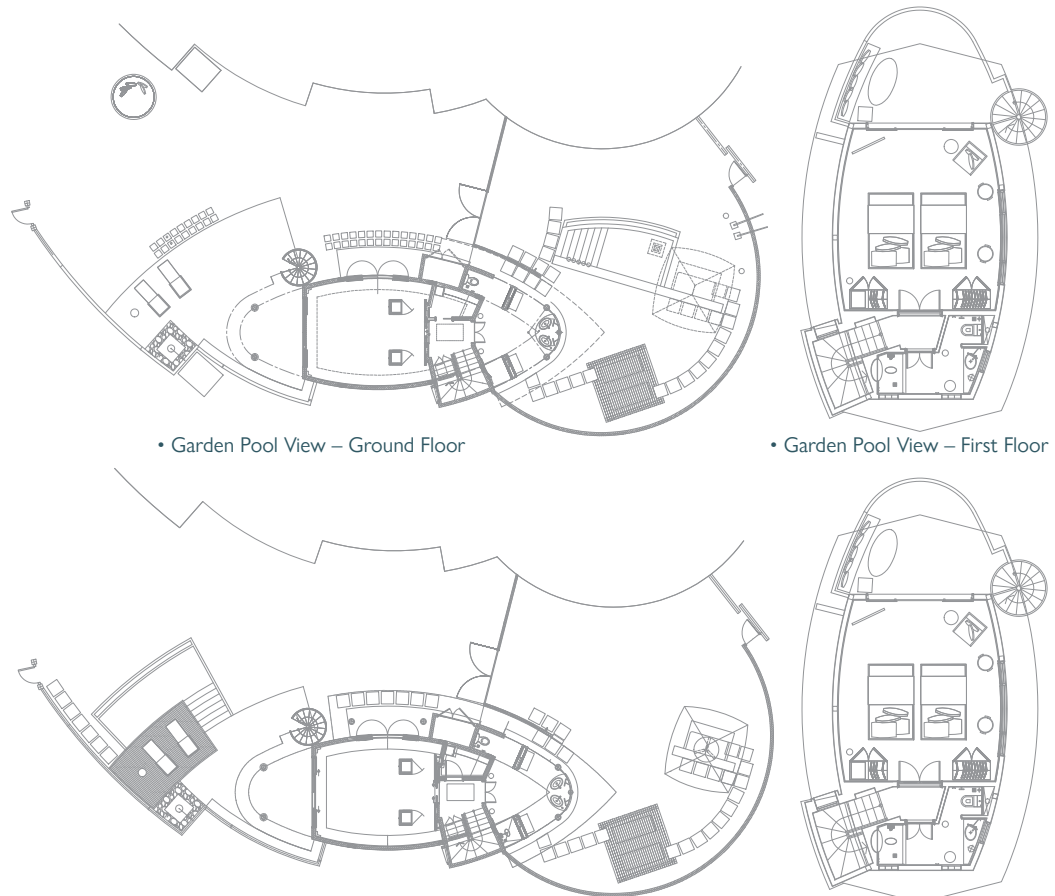 • Garden Pool View – Ground Floor
• Garden Pool View – First Floor